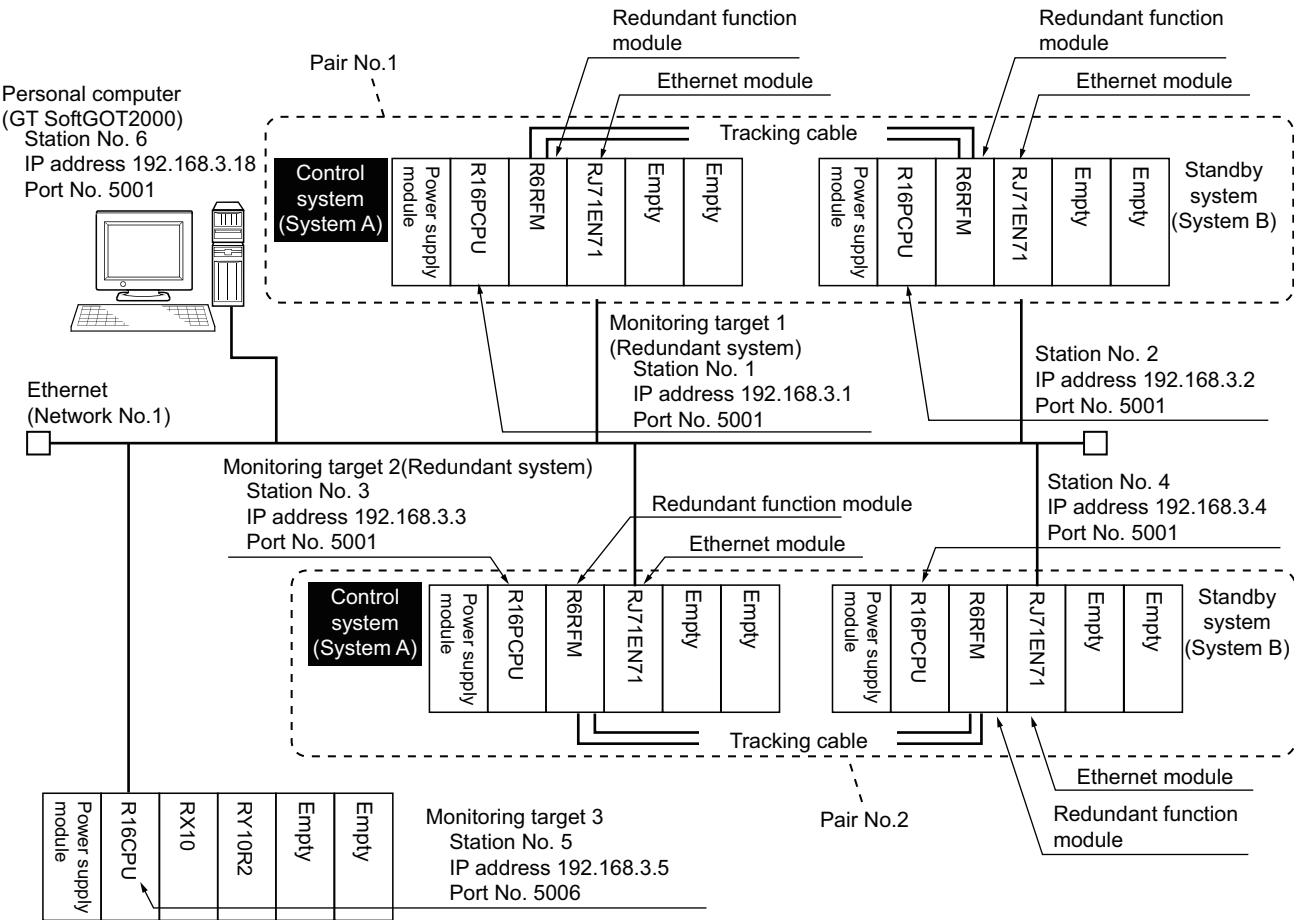 Redundant function
module
Ethernet module
Redundant function
module
Ethernet module
Pair No.1
Personal computer
(GT SoftGOT2000)
Station No. 6
IP address 192.168.3.18
Port No. 5001
Tracking cable
Control
system
(System A)
Power supply
module
R16PCPU
R6RFM
RJ71EN71
Empty
Empty
Power supply
module
R16PCPU
R6RFM
RJ71EN71
Empty
Empty
Standby
system
(System B)
Monitoring target 1
(Redundant system)
Station No. 1
IP address 192.168.3.1
Port No. 5001
Station No. 2
IP address 192.168.3.2
Port No. 5001
Ethernet
(Network No.1)
Monitoring target 2(Redundant system)
Station No. 3
IP address 192.168.3.3
Port No. 5001
Redundant function module
Ethernet module
Station No. 4
IP address 192.168.3.4
Port No. 5001
Control
system
(System A)
Power supply
module
R16PCPU
R6RFM
RJ71EN71
Empty
Empty
Power supply
module
R16PCPU
R6RFM
RJ71EN71
Empty
Empty
Standby
system
(System B)
Tracking cable
Ethernet module
Redundant function
module
Pair No.2
Power supply
module
R16CPU
RX10
RY10R2
Empty
Empty
Monitoring target 3
Station No. 5
IP address 192.168.3.5
Port No. 5006